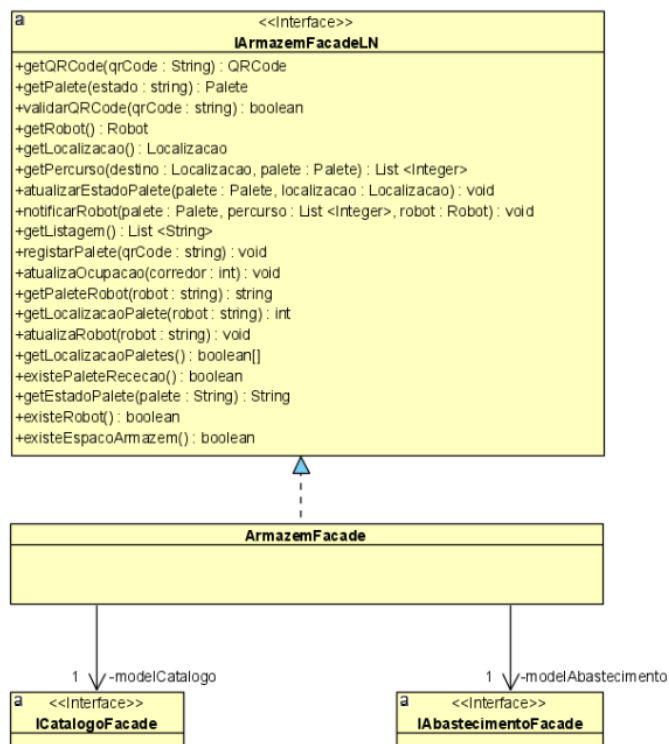 a
<<Interface>>
IArmazemFacadeLN
+getQRCode(qrCode : String) : QRCode
+getPalete(estado : string) : Palete
+validarQRCode(qrCode : string) : boolean
+getRobot() : Robot
+getLocalizacao() : Localizacao
+getPercurso(destino : Localizacao, palete : Palete) : List <Integer>
+atualizarEstadoPalete(palete : Palete, localizacao : Localizacao) : void
+notificarRobot(palete : Palete, percurso : List <Integer>, robot : Robot) : void
+getListagem() : List <String>
+registarPalete(qrCode : string) : void
+atualizaOcupacao(corredor : int) : void
+getPaleteRobot(robot : string) : string
+getLocalizacaoPalete(robot : string) : int
+atualizaRobot(robot : string) : void
+getLocalizacaoPaletes() : boolean[]
+existePaleteRececao() : boolean
+getEstadoPalete(palete : String) : String
+existeRobot() : boolean
+existeEspacoArmazem() : boolean
ArmazemFacade
1 -modelCatalogo
1 -modelAbastecimento
a
<<Interface>>
ICatalogoFacade
a
<<Interface>>
IAbastecimentoFacade